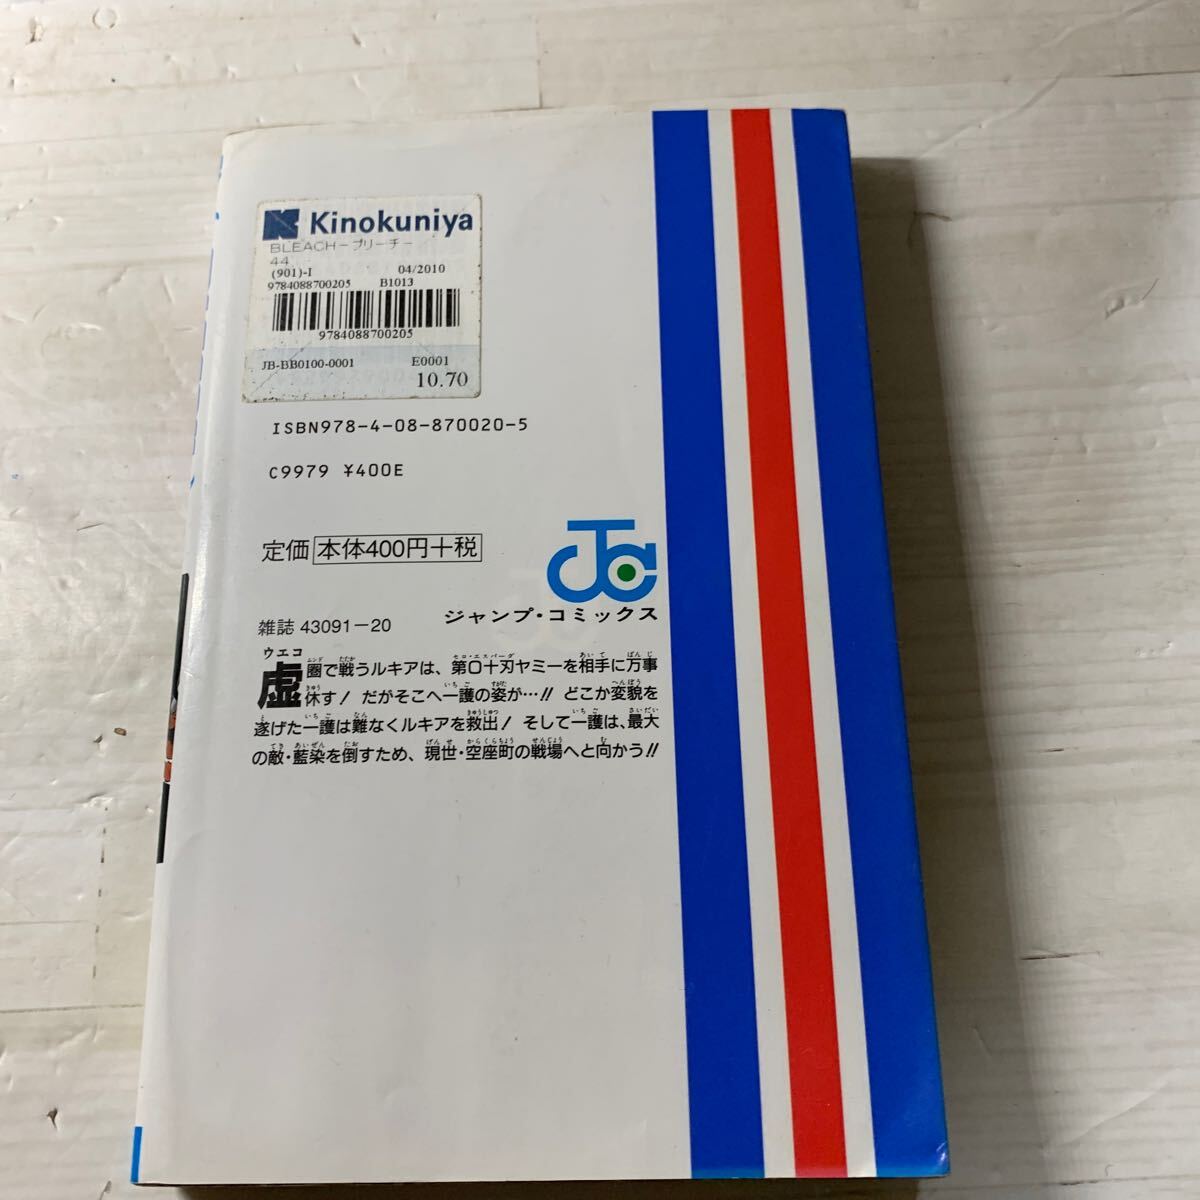 Kinokuniya
BLEACH－ブリーチ－
44
(901)-I 04/2010
9784088700205 B1013
9784088700205
JB-BB0100-0001 E0001
10.70
ISBN978-4-08-870020-5
C9979 ¥400E
定価 本体400円+税
JC
ジャンプ・コミックス
雑誌 43091－20
虚圏で戦うルキアは、第0十刃ヤミーを相手に万事
休す! だがそこへ一護の姿が…!! どこか変貌を
遂げた一護は難なくルキアを救出! そして一護は、最大
の敵・藍染を倒すため、現世・空座町の戦場へと向かう!!